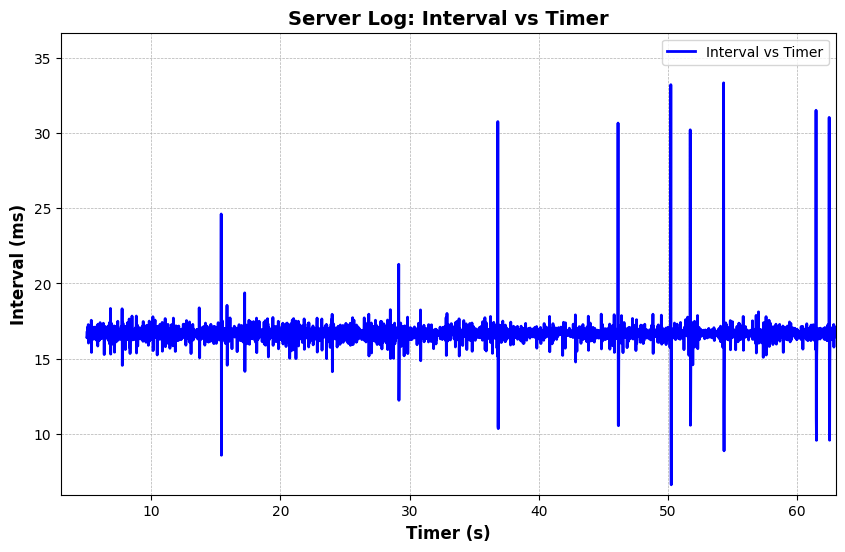 Server Log: Interval vs Timer
Interval vs Timer
35
30
25
20
15
10
Interval (ms)
10 20 30 40 50 60
Timer (s)